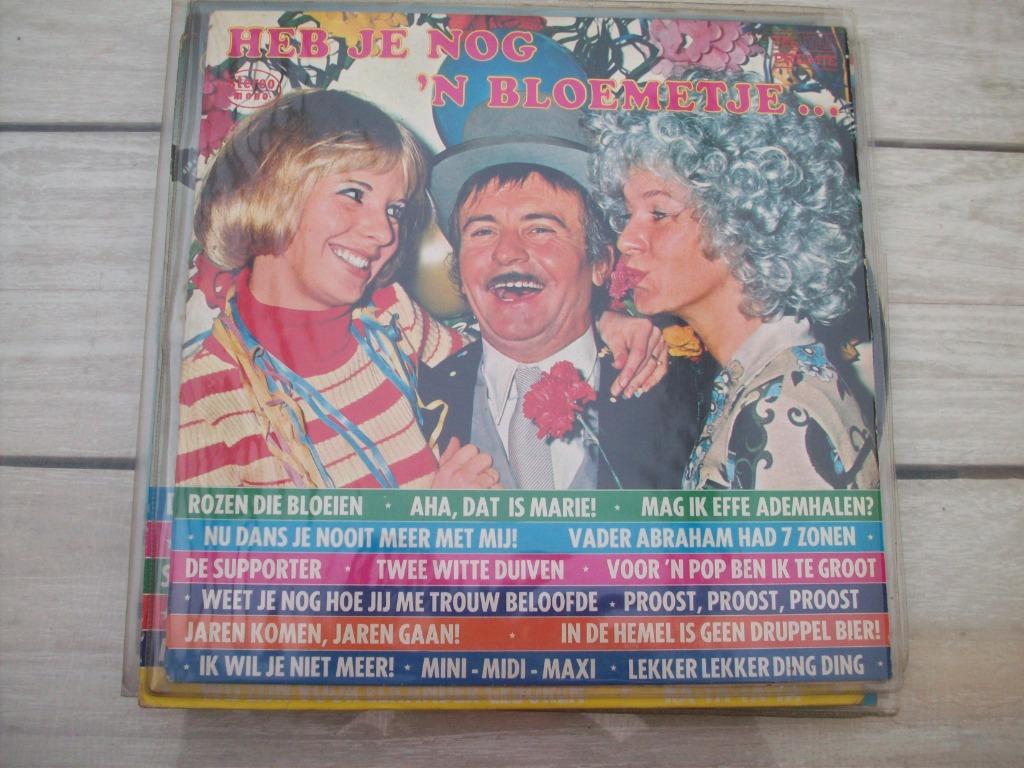 HEB JE NOG
'N BLOEMETJE ...
stereo
mono
ROZEN DIE BLOEIEN * AHA, DAT IS MARIE! * MAG IK EFFE ADEMHALEN?
* NU DANS JE NOOIT MEER MET MIJ! VADER ABRAHAM HAD 7 ZONEN *
DE SUPPORTER * TWEE WITTE DUIVEN * VOOR 'N POP BEN IK TE GROOT
* WEET JE NOG HOE JIJ ME TROUW BELOOFDE * PROOST, PROOST, PROOST
JAREN KOMEN, JAREN GAAN! * IN DE HEMEL IS GEEN DRUPPEL BIER!
* IK WIL JE NIET MEER! * MINI - MIDI - MAXI * LEKKER LEKKER DING DING *